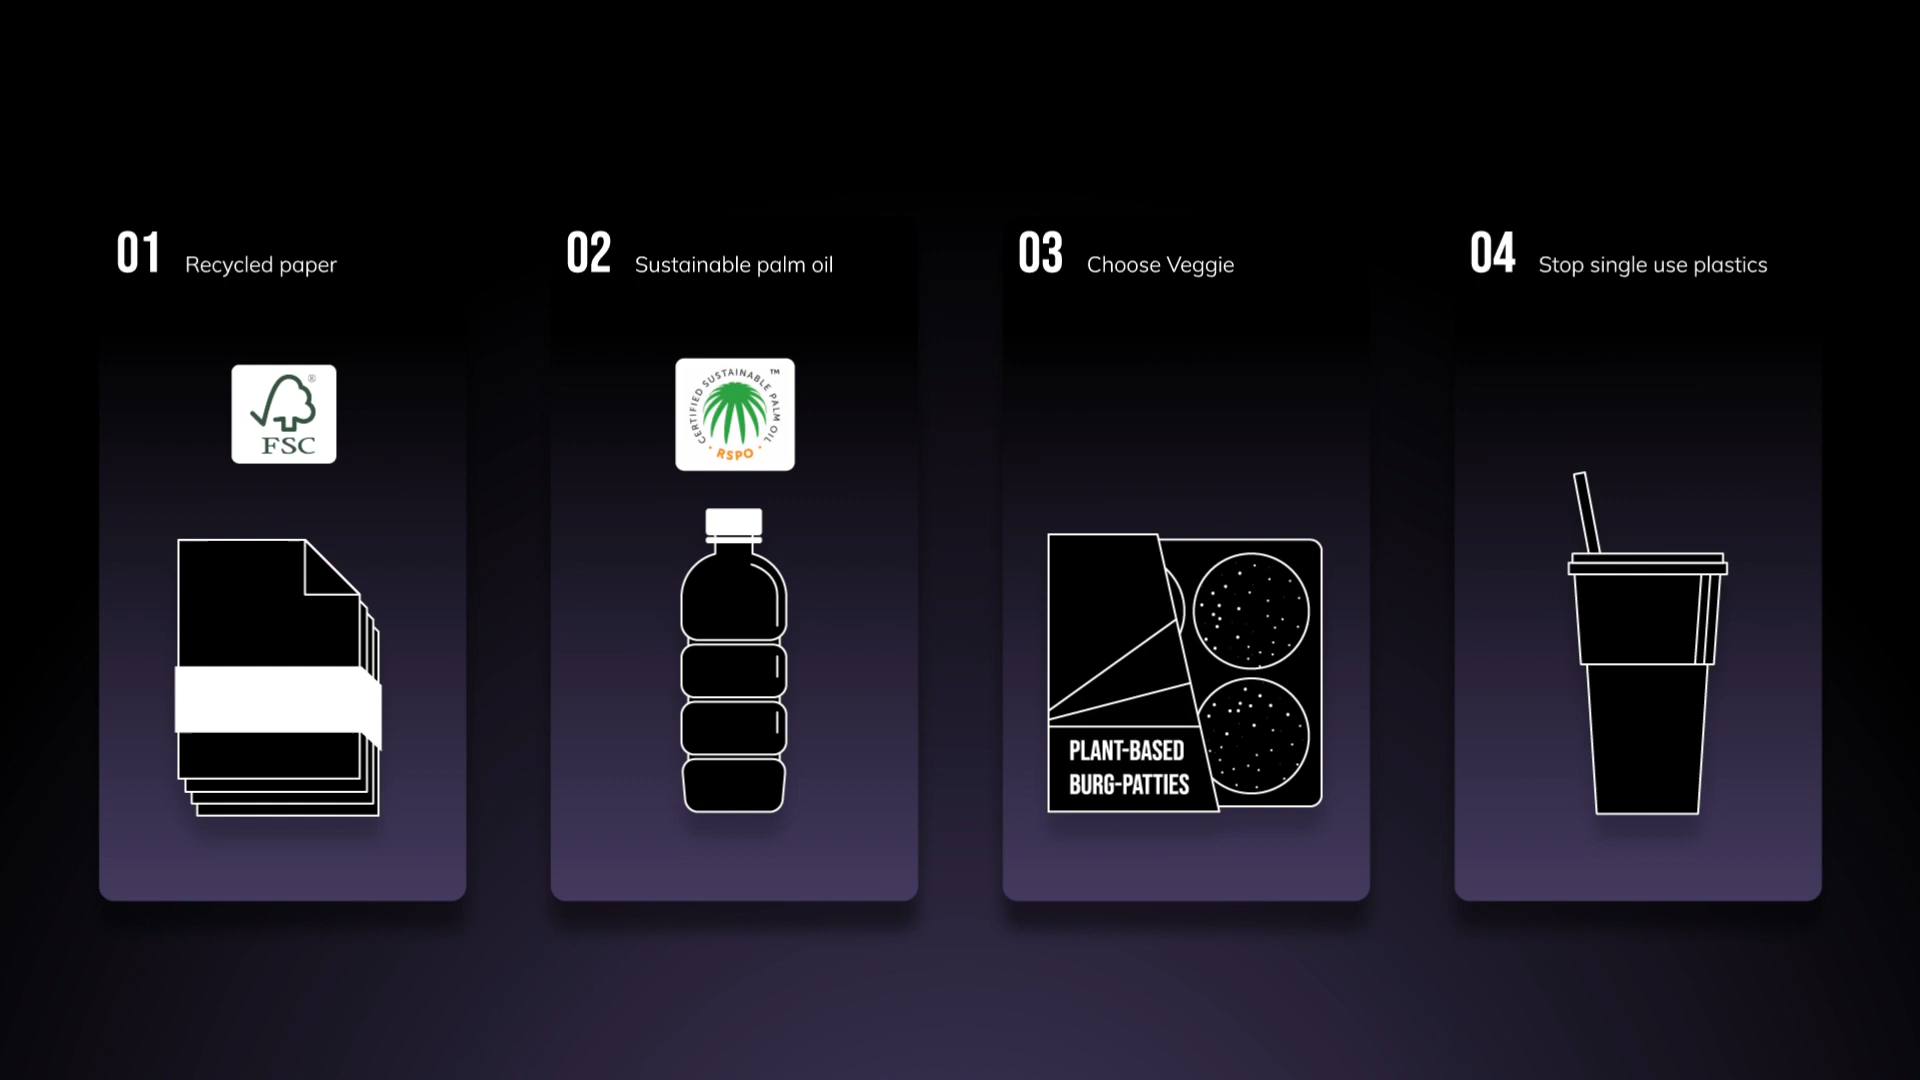 01 Recycled paper
02 Sustainable palm oil
03 Choose Veggie
04 Stop single use plastics
®
FSC
CERTIFIED SUSTAINABLE PALM OIL ™
RSPO
PLANT-BASED
BURG-PATTIES